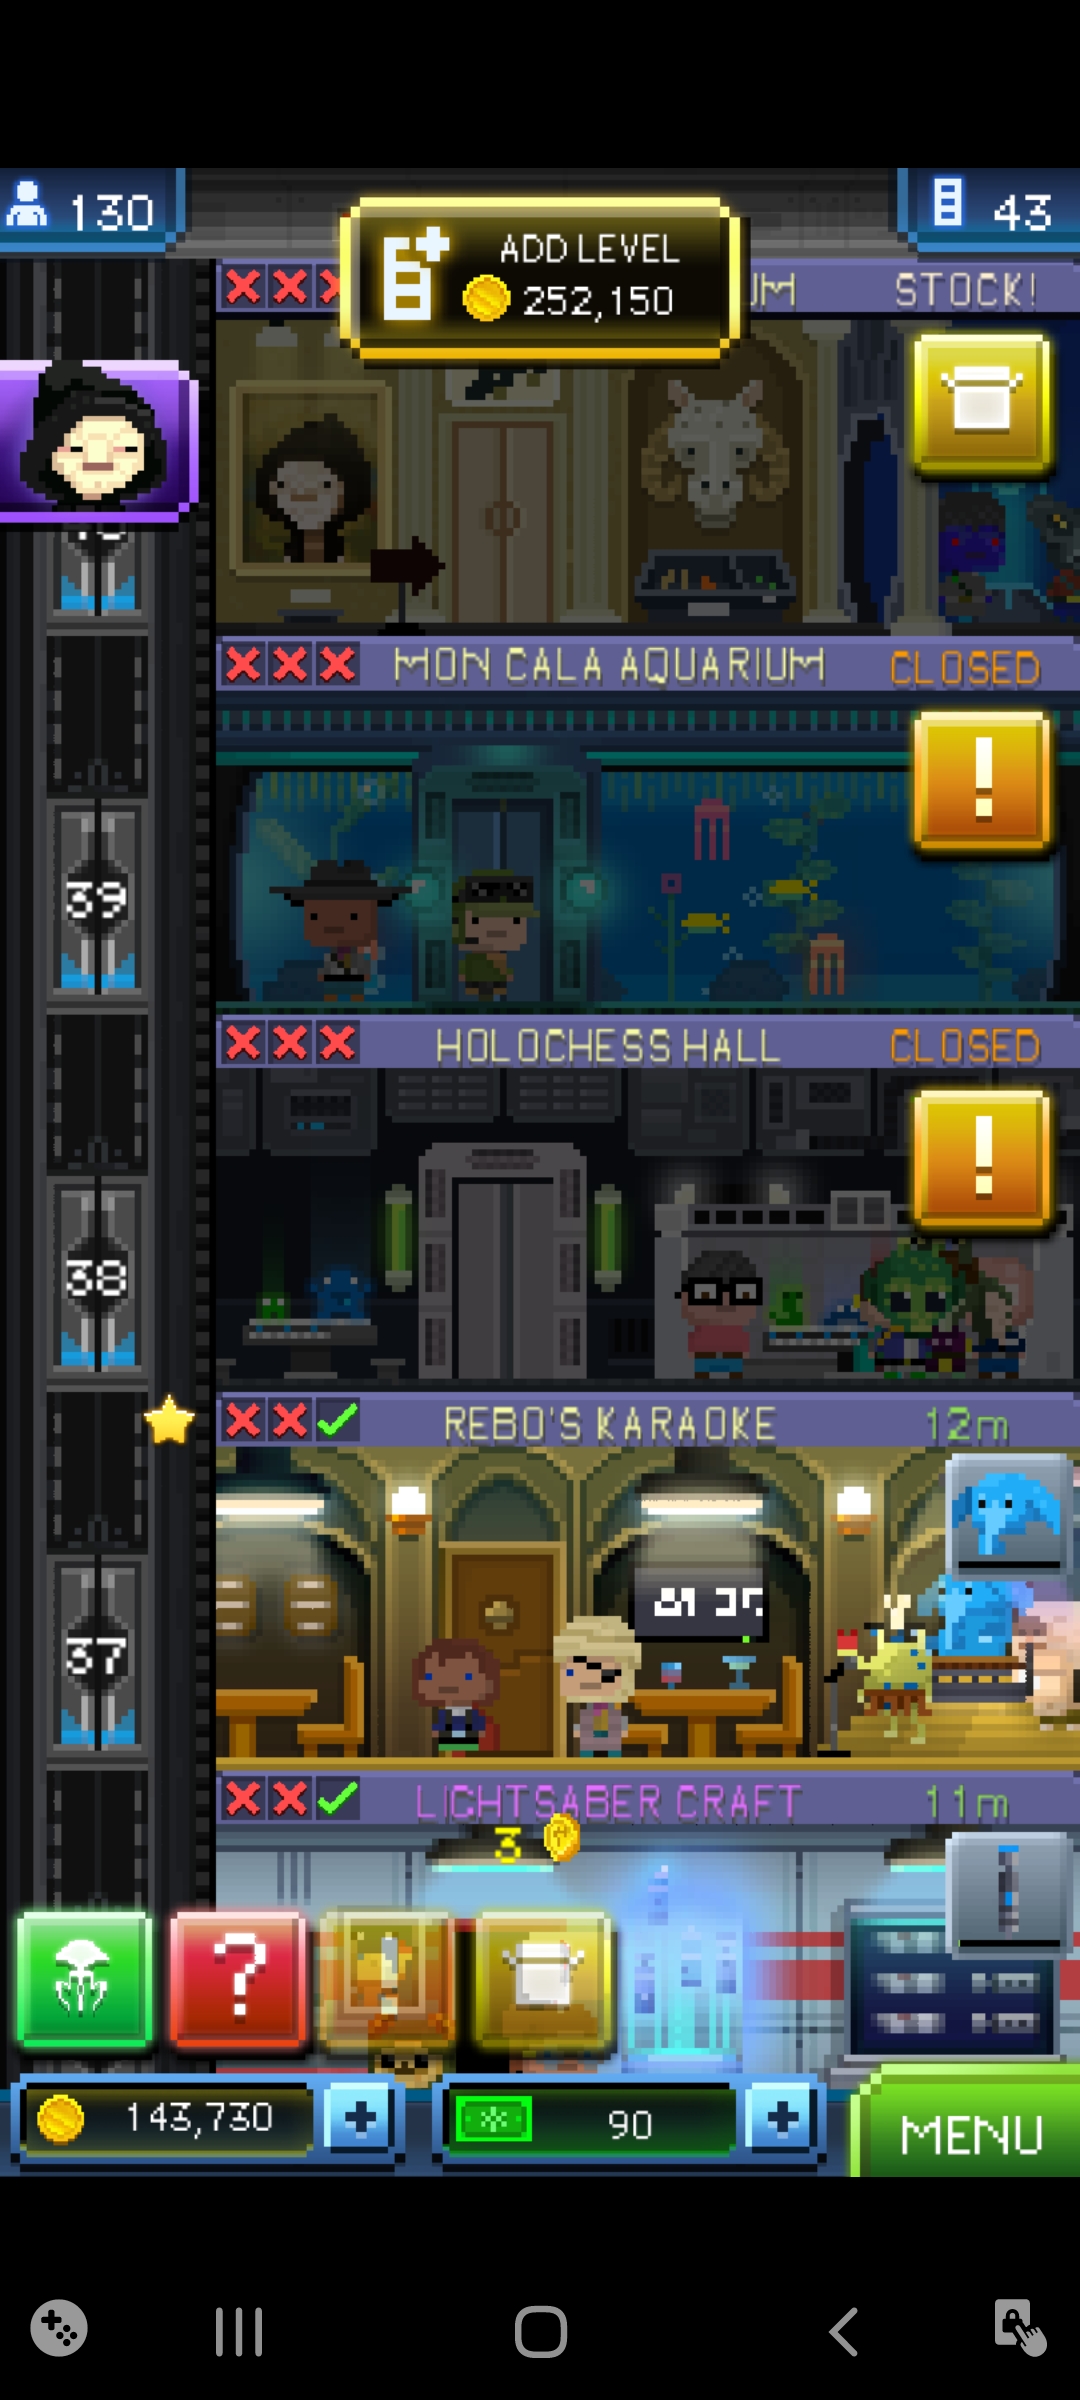 130
43
ADD LEVEL
252,150
UM
STOCK!
MON CALA AQUARIUM
CLOSED
!
39
HOLOCHESS HALL
CLOSED
!
38
REBO'S KARAOKE
12m
37
LIGHTSABER CRAFT
11m
3
?
143,730
+
90
+
MENU